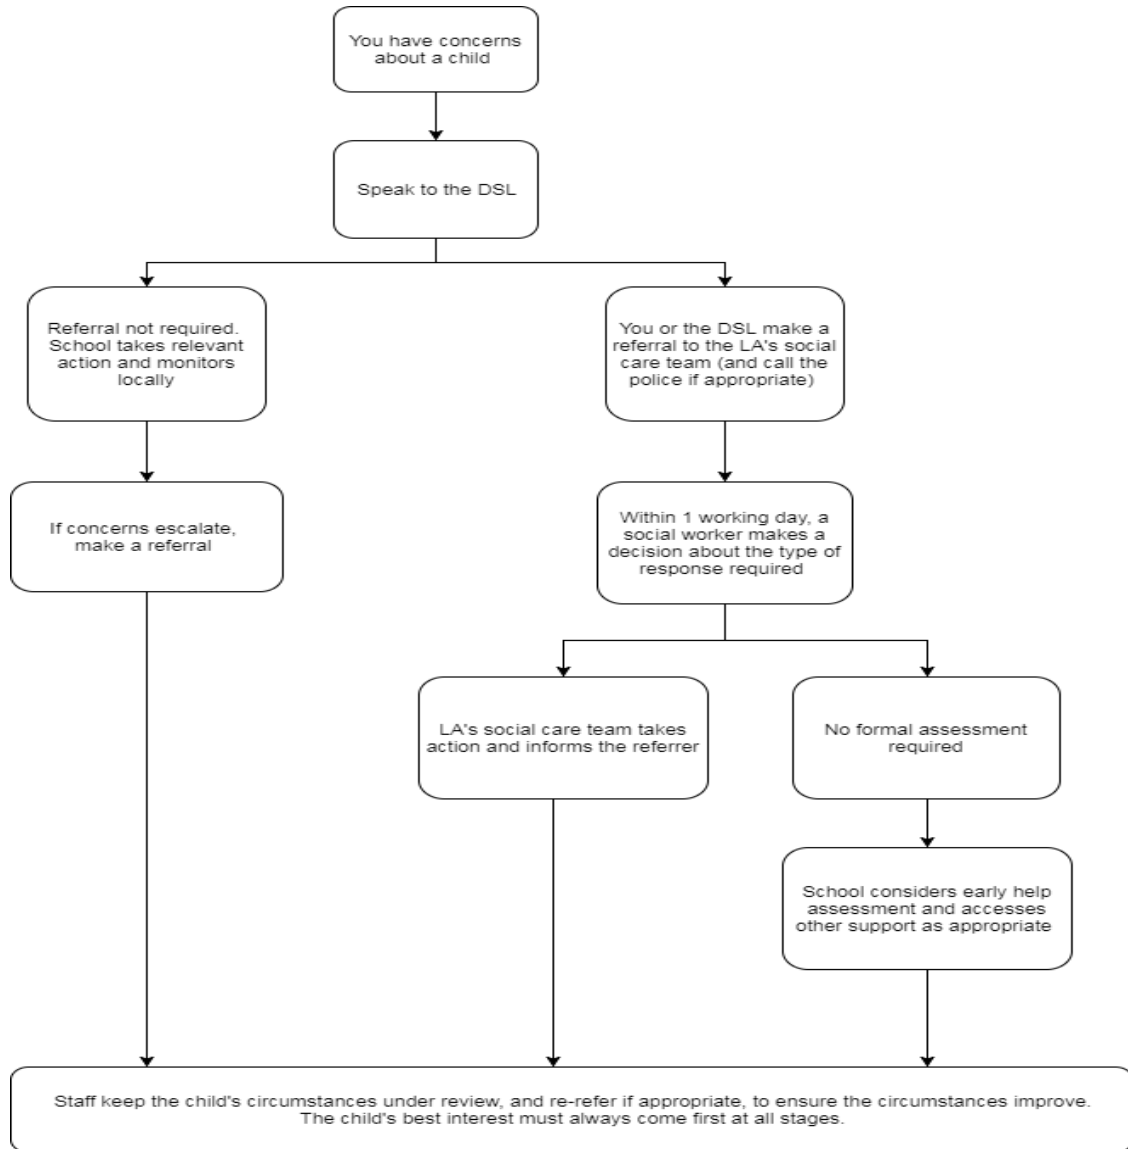 You have concerns
about a child
Speak to the DSL
Referral not required.
School takes relevant
action and monitors
locally
You or the DSL make a
referral to the LA's social
care team (and call the
police if appropriate)
If concerns escalate,
make a referral
Within 1 working day, a
social worker makes a
decision about the type of
response required
LA's social care team takes
action and informs the referrer
No formal assessment
required
School considers early help
assessment and accesses
other support as appropriate
Staff keep the child's circumstances under review, and re-refer if appropriate, to ensure the circumstances improve.
The child's best interest must always come first at all stages.